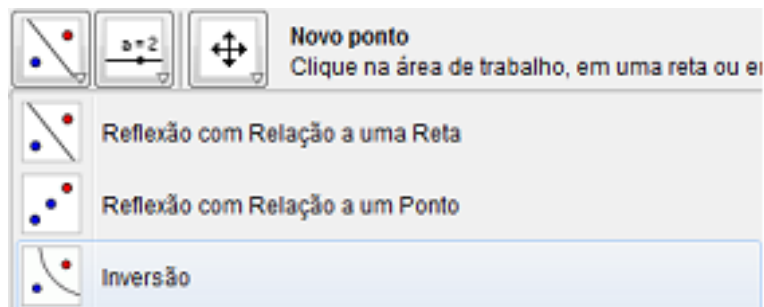 a=2
Novo ponto
Clique na área de trabalho, em uma reta ou
Reflexão com Relação a uma Reta
Reflexão com Relação a um Ponto
Inversão